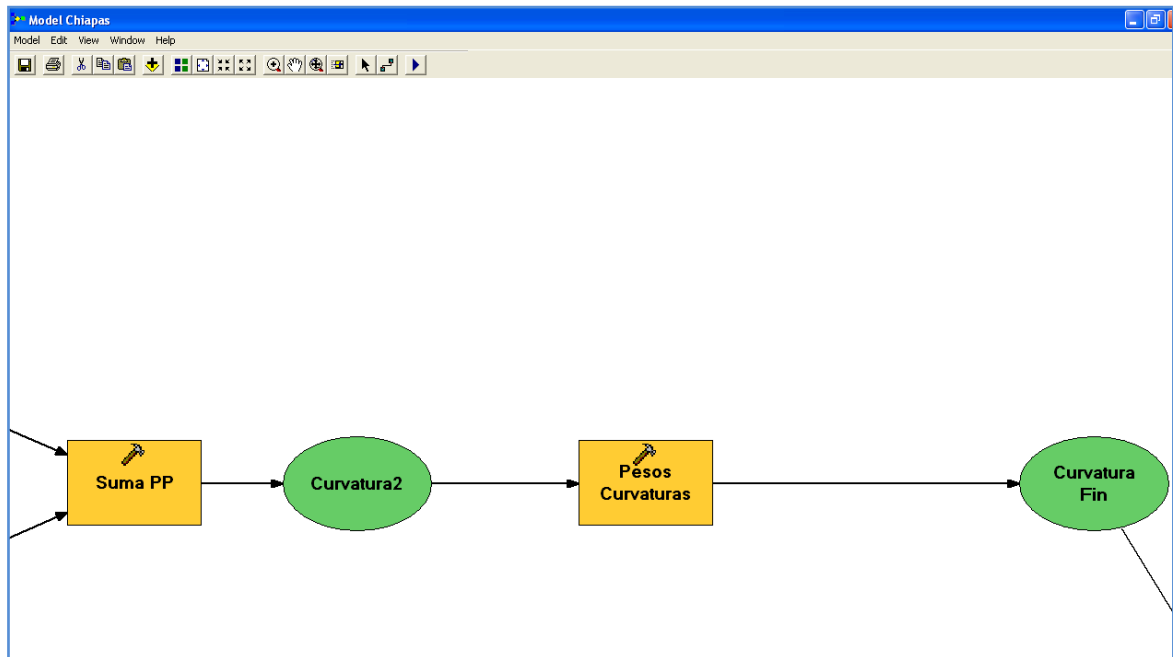 Model Chiapas
Model Edit View Window Help
Suma PP
Curvatura2
Pesos
Curvaturas
Curvatura
Fin